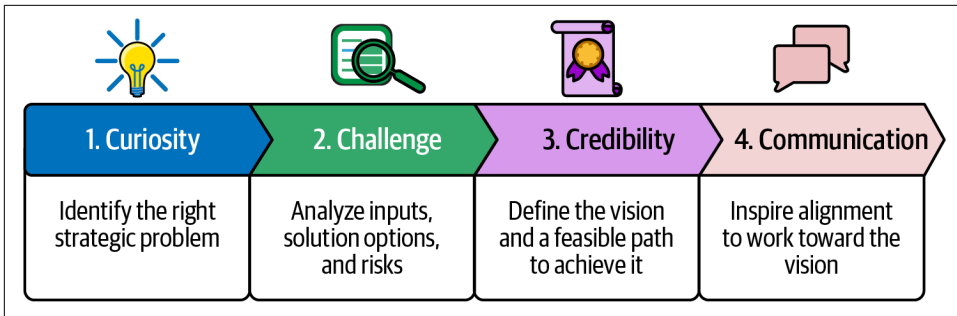 1. Curiosity
2. Challenge
3. Credibility
4. Communication
Identify the right
strategic problem
Analyze inputs,
solution options,
and risks
Define the vision
and a feasible path
to achieve it
Inspire alignment
to work toward the
vision